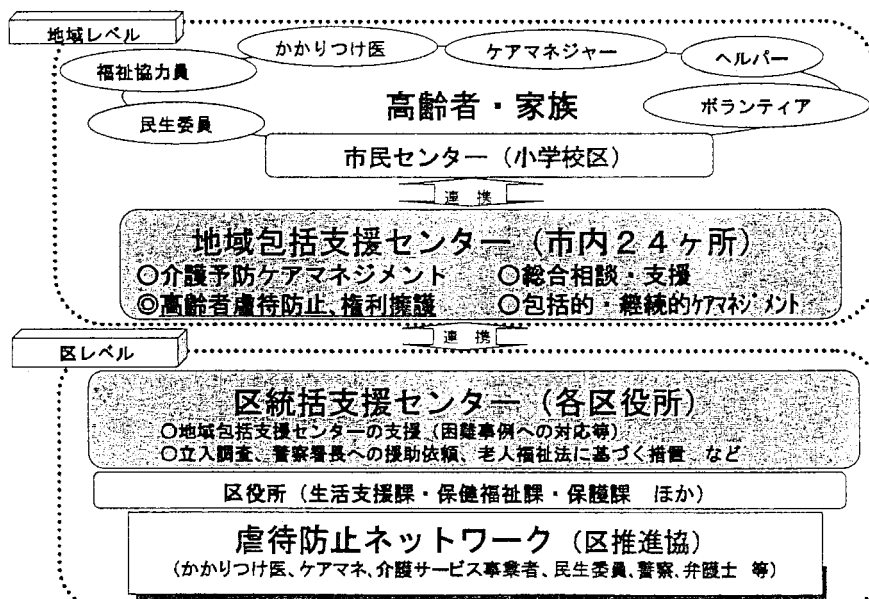 地域レベル
かかりつけ医
ケアマネジャー
ヘルパー
福祉協力員
高齢者・家族
ボランティア
民生委員
市民センター(小学校区)
連 携
地域包括支援センター(市内24ヶ所)
○介護予防ケアマネジメント ○総合相談・支援
◎高齢者虐待防止、権利擁護 ○包括的・継続的ケアマネジメント
連 携
区レベル
区統括支援センター(各区役所)
○地域包括支援センターの支援(困難事例への対応等)
○立入調査、警察署長への援助依頼、老人福祉法に基づく措置 など
区役所(生活支援課・保健福祉課・保護課 ほか)
虐待防止ネットワーク(区推進協)
(かかりつけ医、ケアマネ、介護サービス事業者、民生委員、警察、弁護士 等)